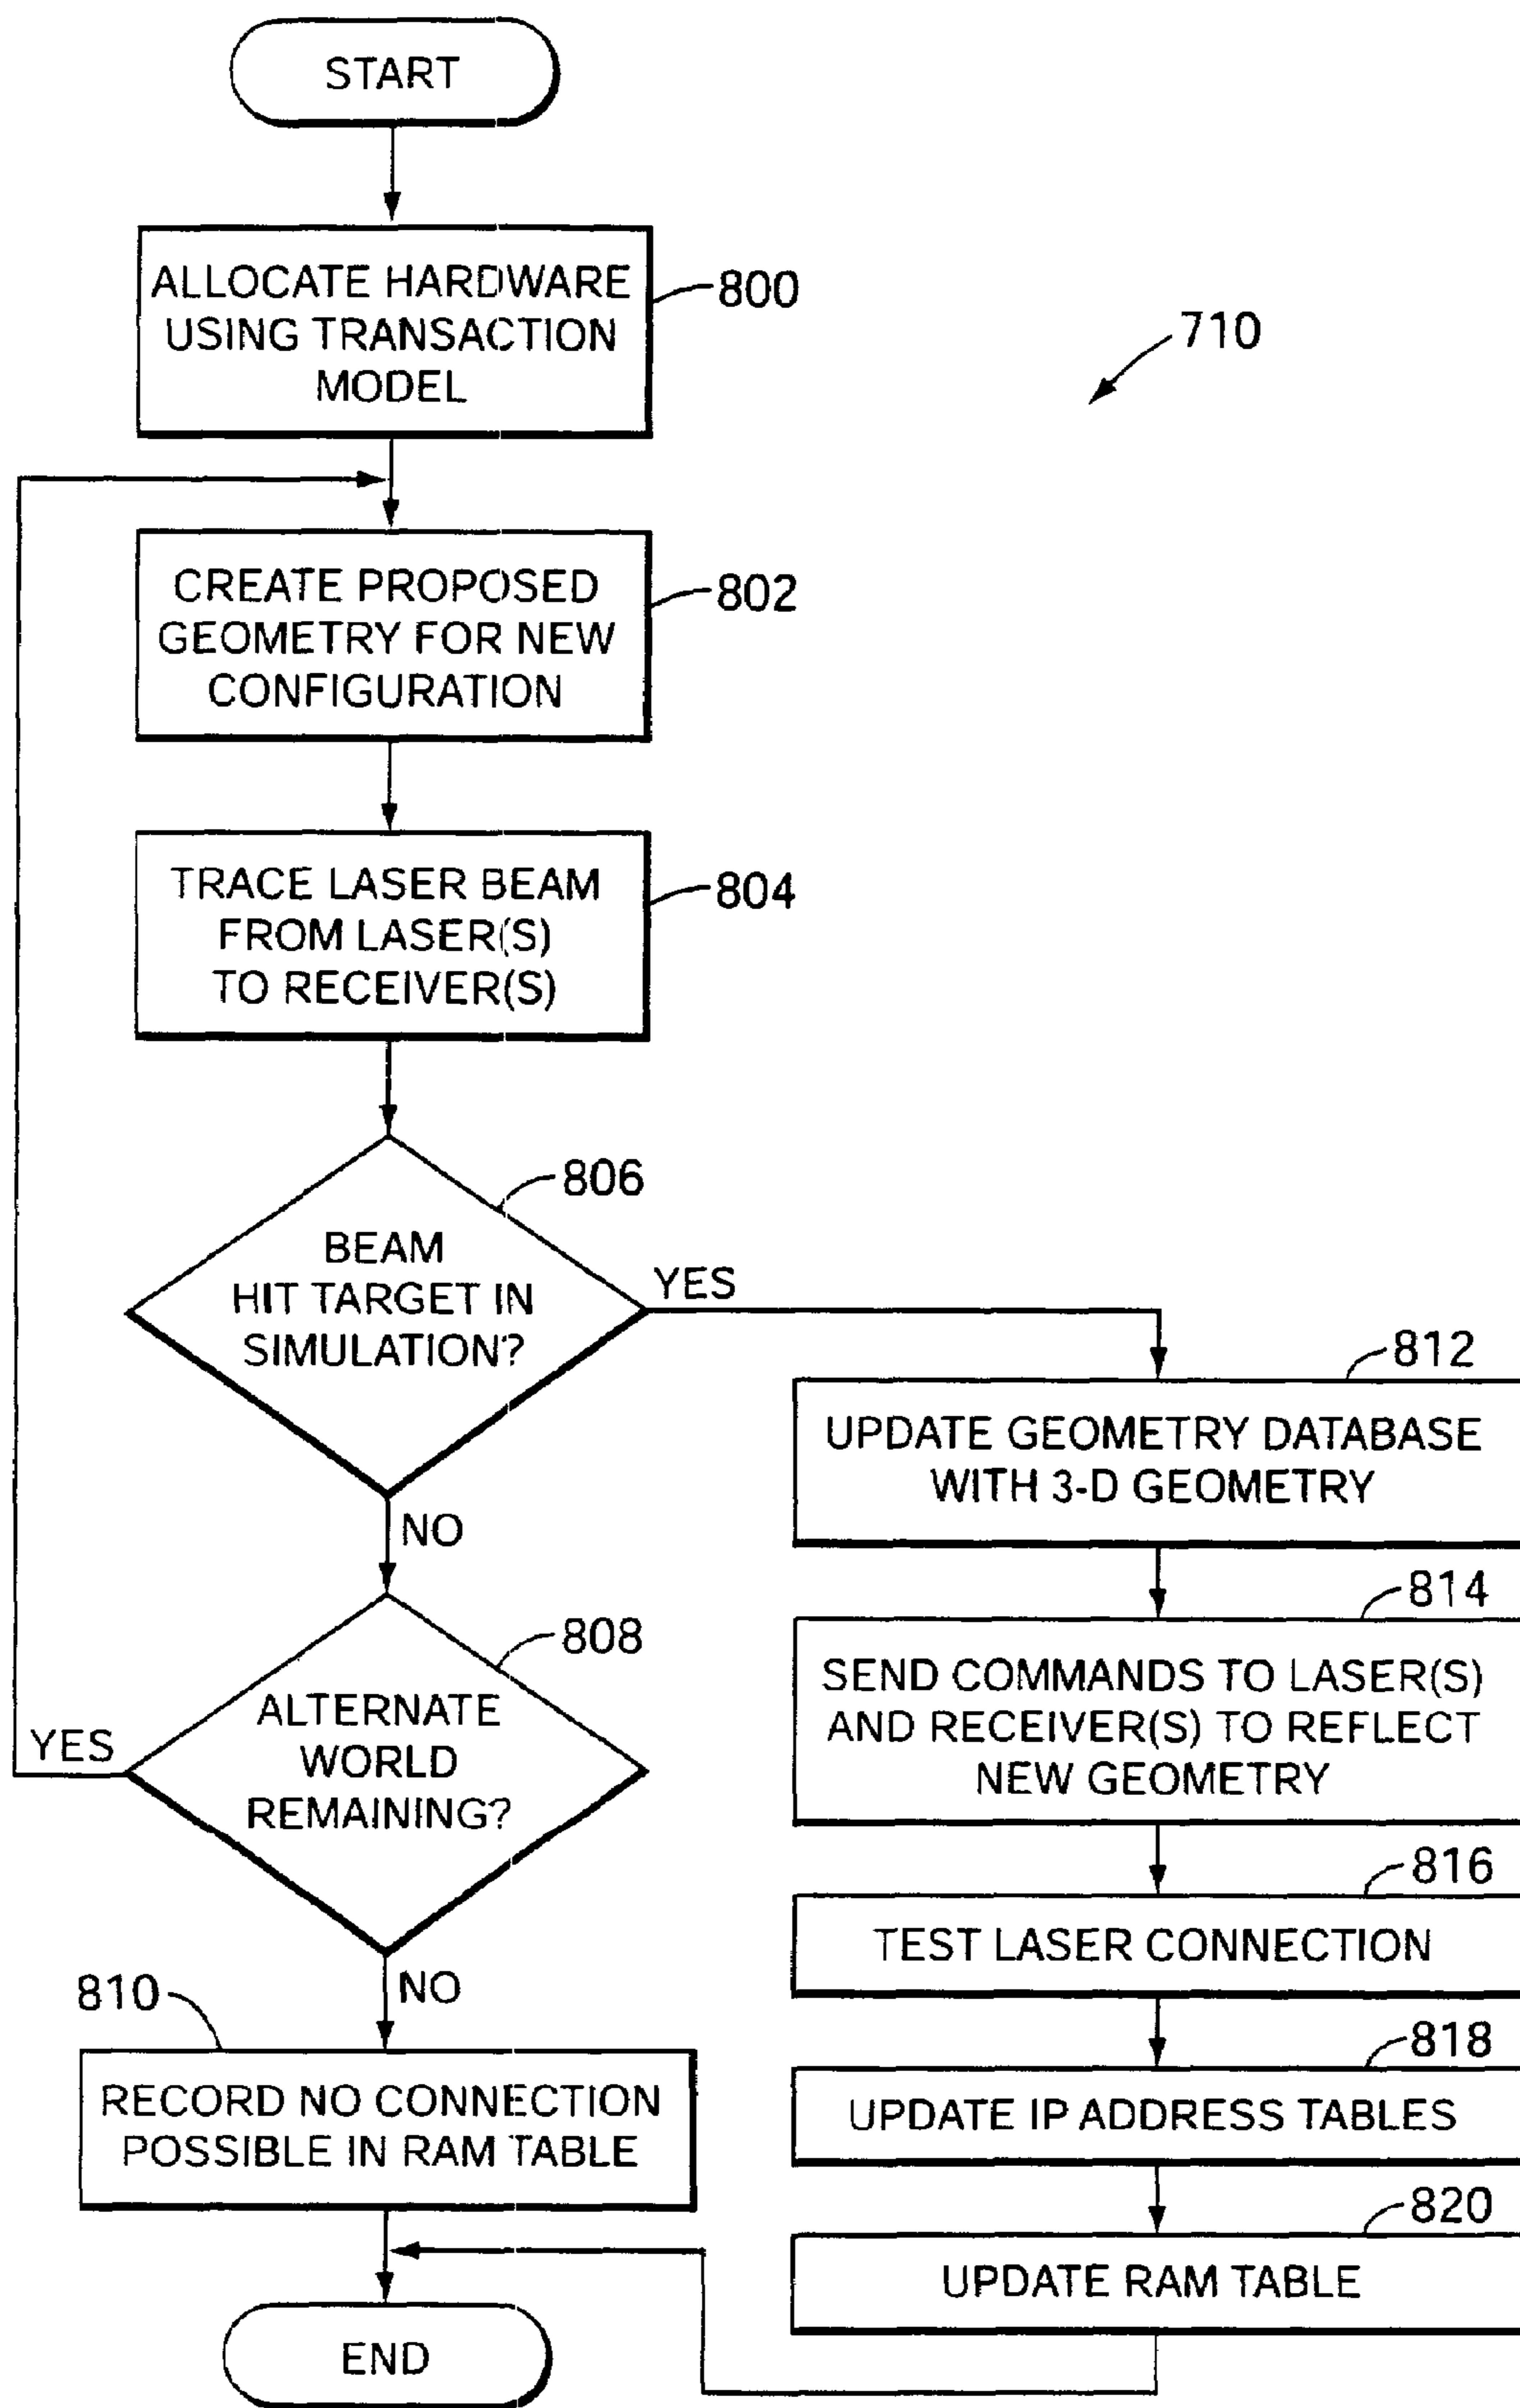 START
ALLOCATE HARDWARE
USING TRANSACTION
MODEL
800
710
CREATE PROPOSED
GEOMETRY FOR NEW
CONFIGURATION
802
TRACE LASER BEAM
FROM LASER(S)
TO RECEIVER(S)
804
806
BEAM
HIT TARGET IN
SIMULATION?
YES
NO
808
ALTERNATE
WORLD
REMAINING?
YES
NO
810
RECORD NO CONNECTION
POSSIBLE IN RAM TABLE
812
UPDATE GEOMETRY DATABASE
WITH 3-D GEOMETRY
814
SEND COMMANDS TO LASER(S)
AND RECEIVER(S) TO REFLECT
NEW GEOMETRY
816
TEST LASER CONNECTION
818
UPDATE IP ADDRESS TABLES
820
UPDATE RAM TABLE
END